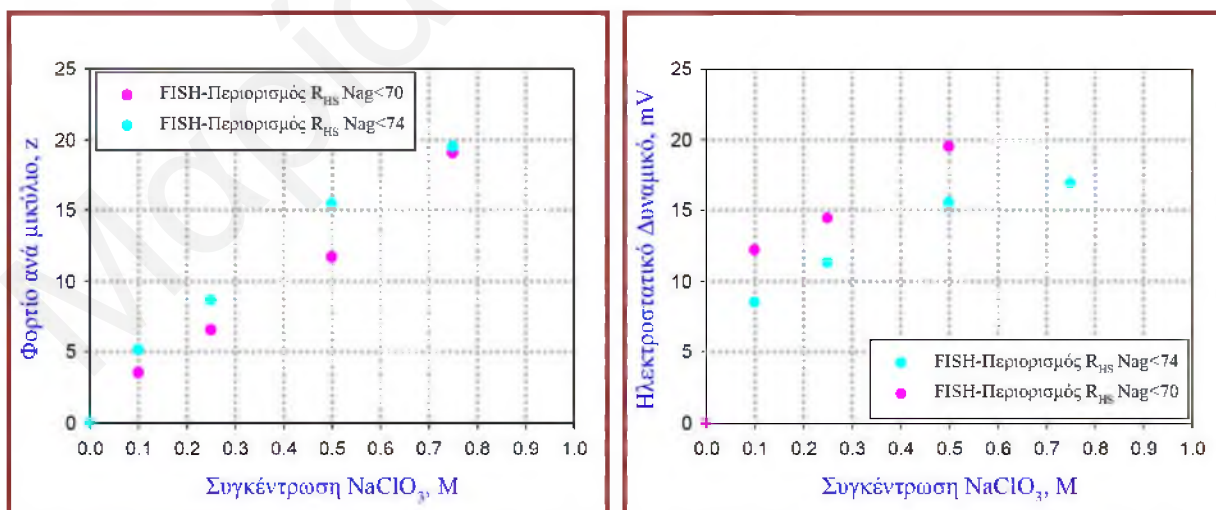 Μαρία
25
20
15
10
5
0
Φορτίο ανά μικύλιο, z
FISH-Περιορισμός R_HS Nag<70
FISH-Περιορισμός R_HS Nag<74
0.0 0.1 0.2 0.3 0.4 0.5 0.6 0.7 0.8 0.9 1.0
Συγκέντρωση NaClO₃, M
25
20
15
10
5
0
Ηλεκτροστατικό Δυναμικό, mV
FISH-Περιορισμός R_HS Nag<74
FISH-Περιορισμός R_HS Nag<70
0.0 0.1 0.2 0.3 0.4 0.5 0.6 0.7 0.8 0.9 1.0
Συγκέντρωση NaClO₃, M